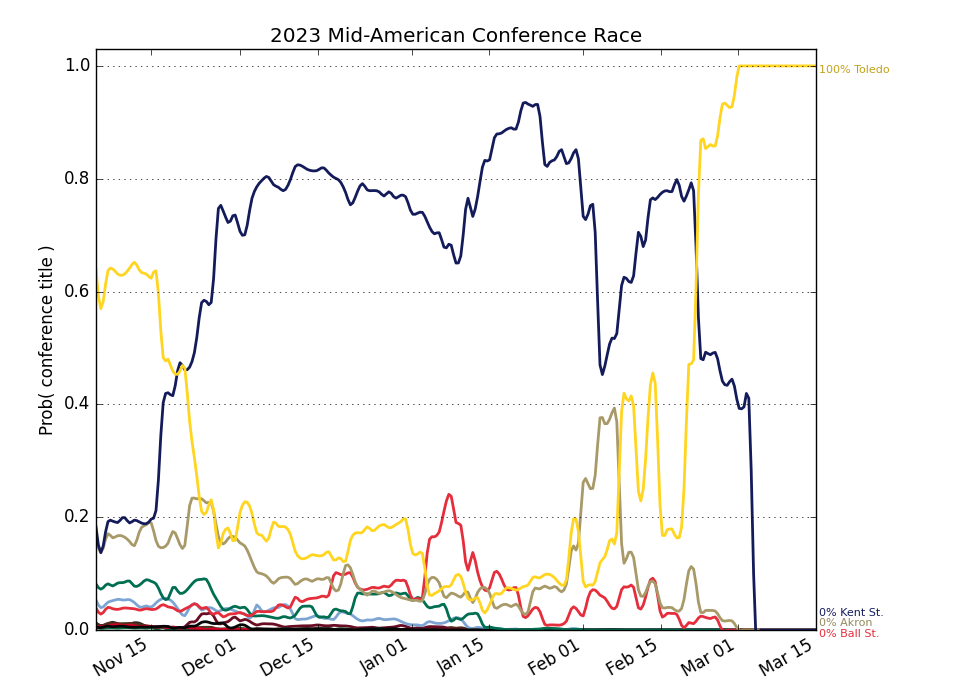 2023 Mid-American Conference Race
Prob( conference title )
1.0
0.8
0.6
0.4
0.2
0.0
100% Toledo
0% Kent St.
0% Akron
0% Ball St.
Nov 15
Dec 01
Dec 15
Jan 01
Jan 15
Feb 01
Feb 15
Mar 01
Mar 15